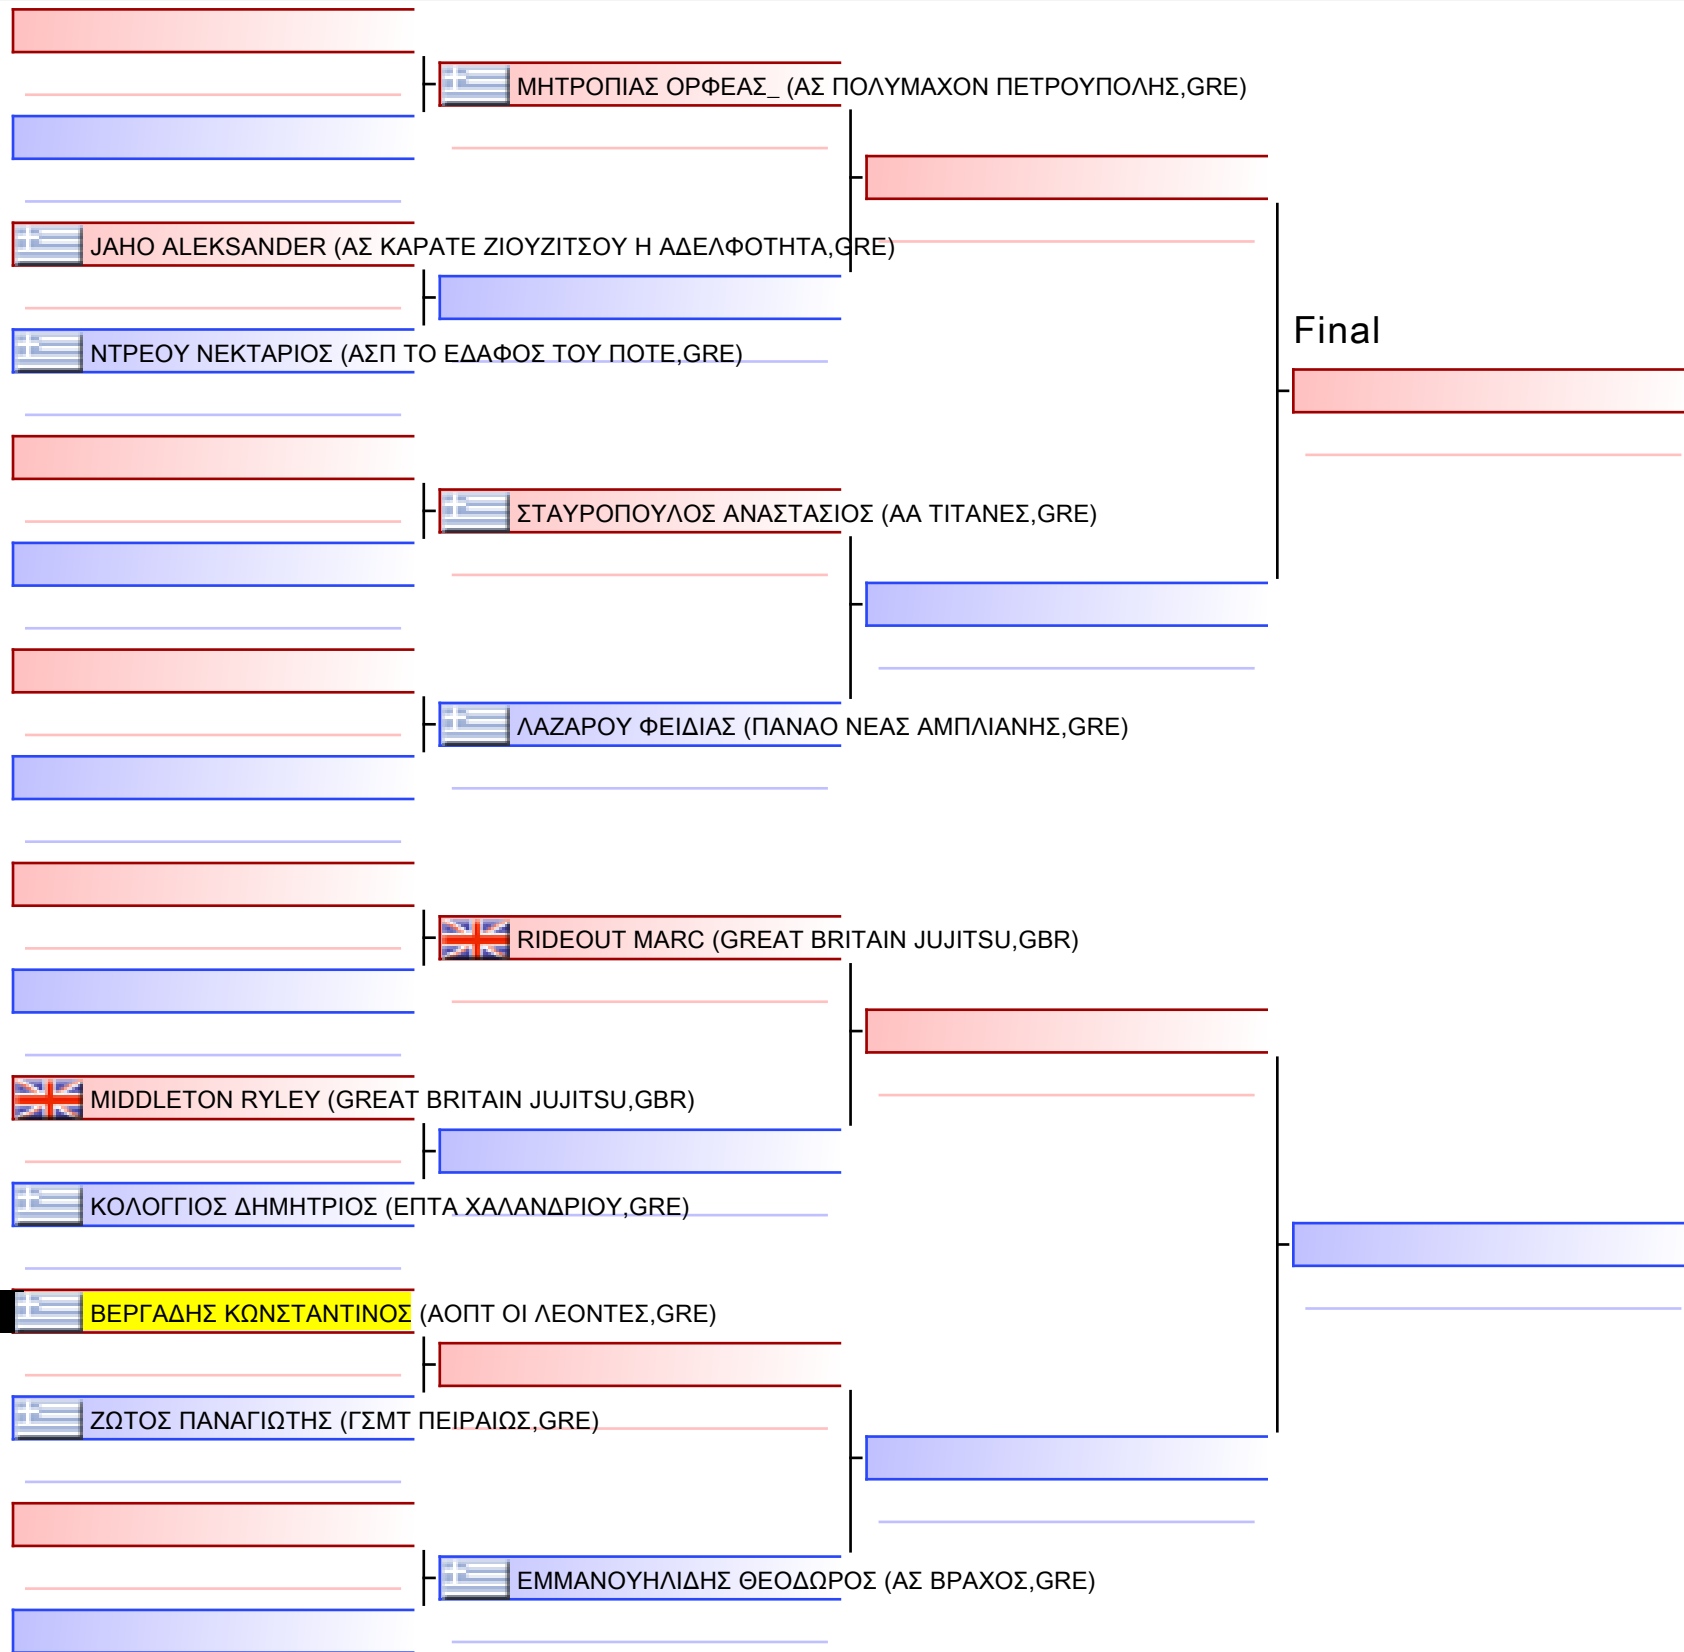 ΜΗΤΡΟΠΙΑΣ ΟΡΦΕΑΣ_ (ΑΣ ΠΟΛΥΜΑΧΟΝ ΠΕΤΡΟΥΠΟΛΗΣ,GRE)
JAHO ALEKSANDER (ΑΣ ΚΑΡΑΤΕ ΖΙΟΥΖΙΤΣΟΥ Η ΑΔΕΛΦΟΤΗΤΑ,GRE)
Final
ΝΤΡΕΟΥ ΝΕΚΤΑΡΙΟΣ (ΑΣΠ ΤΟ ΕΔΑΦΟΣ ΤΟΥ ΠΟΤΕ,GRE)
ΣΤΑΥΡΟΠΟΥΛΟΣ ΑΝΑΣΤΑΣΙΟΣ (ΑΑ ΤΙΤΑΝΕΣ,GRE)
ΛΑΖΑΡΟΥ ΦΕΙΔΙΑΣ (ΠΑΝΑΟ ΝΕΑΣ ΑΜΠΛΙΑΝΗΣ,GRE)
RIDEOUT MARC (GREAT BRITAIN JUJITSU,GBR)
MIDDLETON RYLEY (GREAT BRITAIN JUJITSU,GBR)
ΚΟΛΟΓΓΙΟΣ ΔΗΜΗΤΡΙΟΣ (ΕΠΤΑ ΧΑΛΑΝΔΡΙΟΥ,GRE)
ΒΕΡΓΑΔΗΣ ΚΩΝΣΤΑΝΤΙΝΟΣ (ΑΟΠΤ ΟΙ ΛΕΟΝΤΕΣ,GRE)
ΖΩΤΟΣ ΠΑΝΑΓΙΩΤΗΣ (ΓΣΜΤ ΠΕΙΡΑΙΩΣ,GRE)
ΕΜΜΑΝΟΥΗΛΙΔΗΣ ΘΕΟΔΩΡΟΣ (ΑΣ ΒΡΑΧΟΣ,GRE)